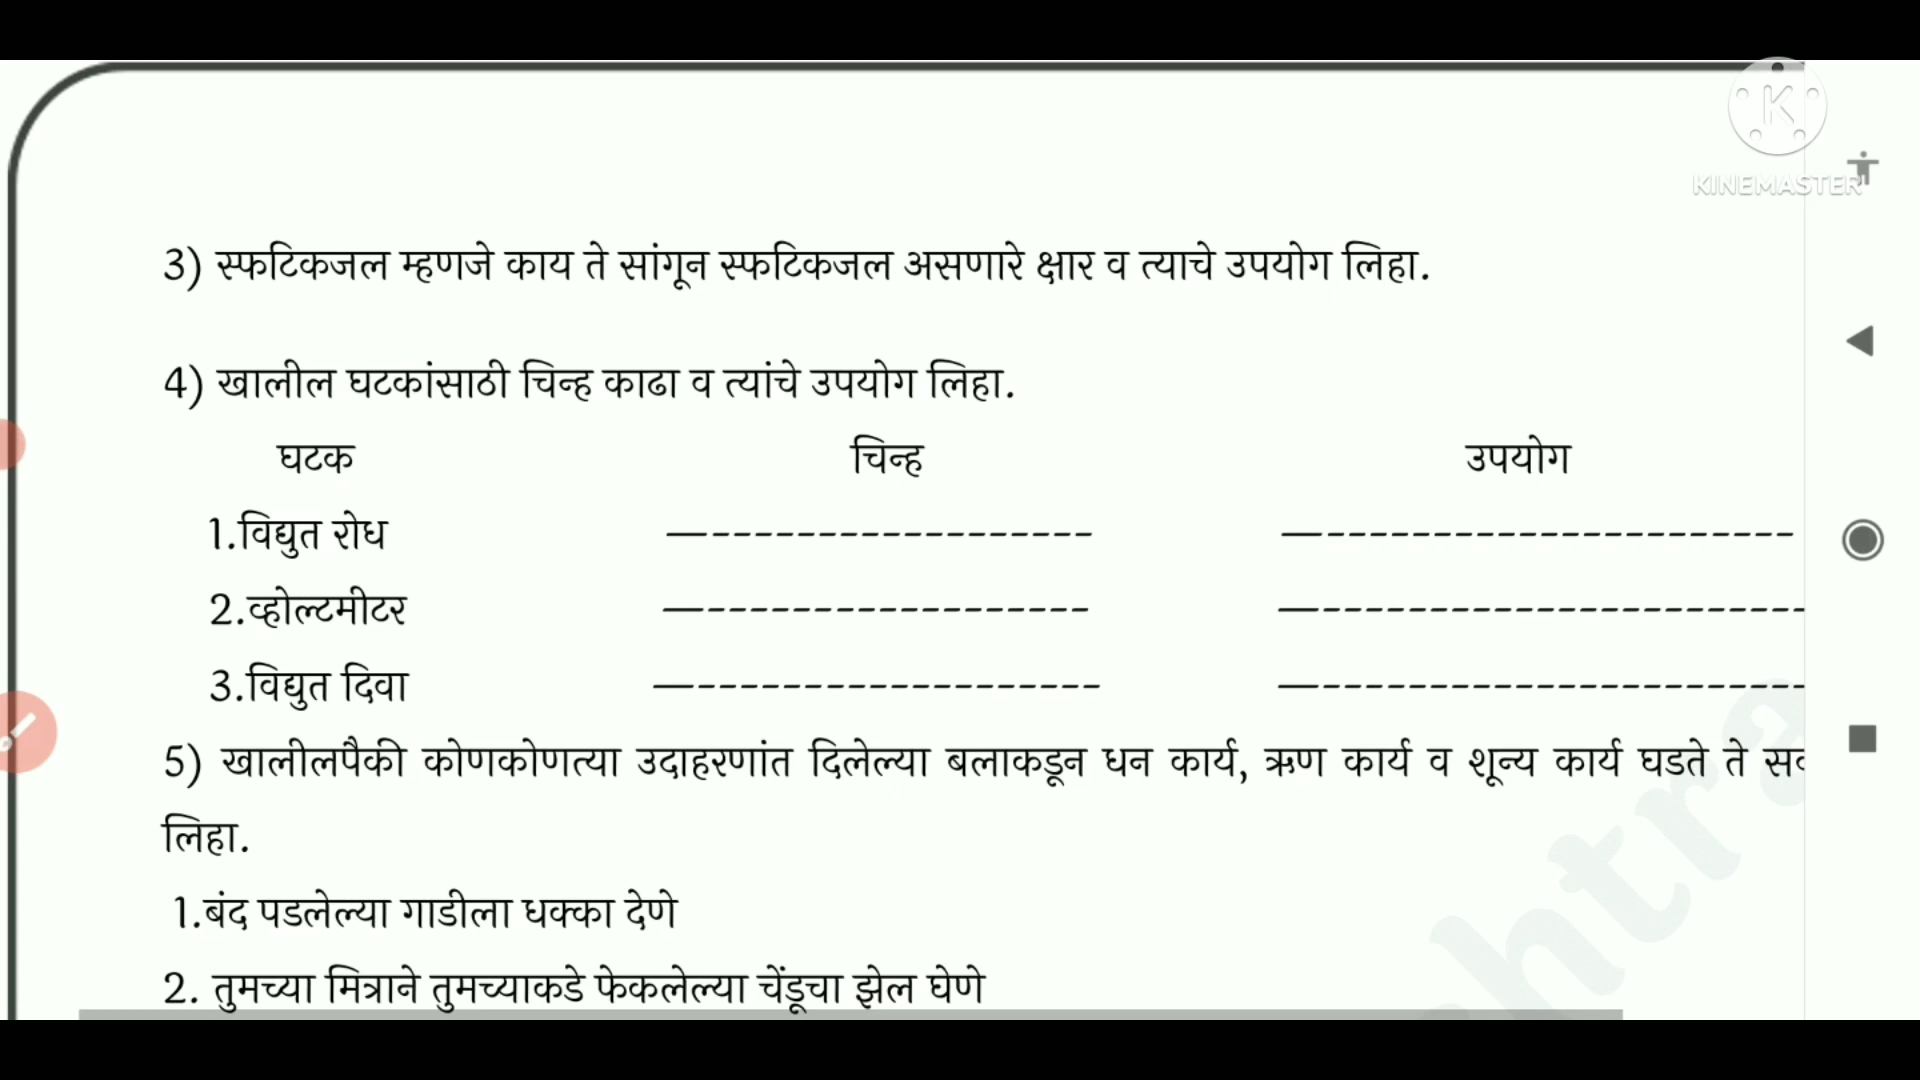 KINEMASTER
3) स्फटिकजल म्हणजे काय ते सांगून स्फटिकजल असणारे क्षार व त्याचे उपयोग लिहा.
4) खालील घटकांसाठी चिन्ह काढा व त्यांचे उपयोग लिहा.
घटक चिन्ह उपयोग
1.विद्युत रोध —------------------ —----------------------
2.व्होल्टमीटर —------------------ —-----------------------
3.विद्युत दिवा —------------------- —-----------------------
5) खालीलपैकी कोणकोणत्या उदाहरणांत दिलेल्या बलाकडून धन कार्य, ऋण कार्य व शून्य कार्य घडते ते
लिहा.
1.बंद पडलेल्या गाडीला धक्का देणे
2. तुमच्या मित्राने तुमच्याकडे फेकलेल्या चेंडूचा झेल घेणे